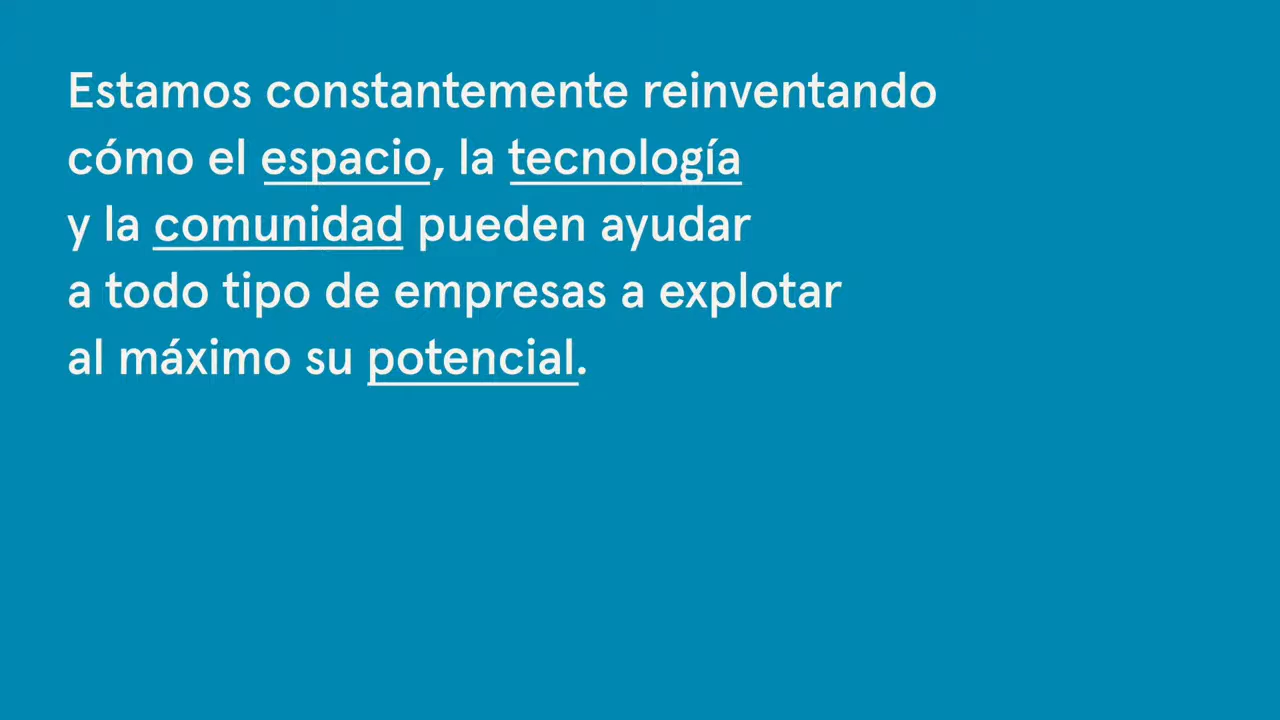 Estamos constantemente reinventando
cómo el espacio, la tecnología
y la comunidad pueden ayudar
a todo tipo de empresas a explotar
al máximo su potencial.